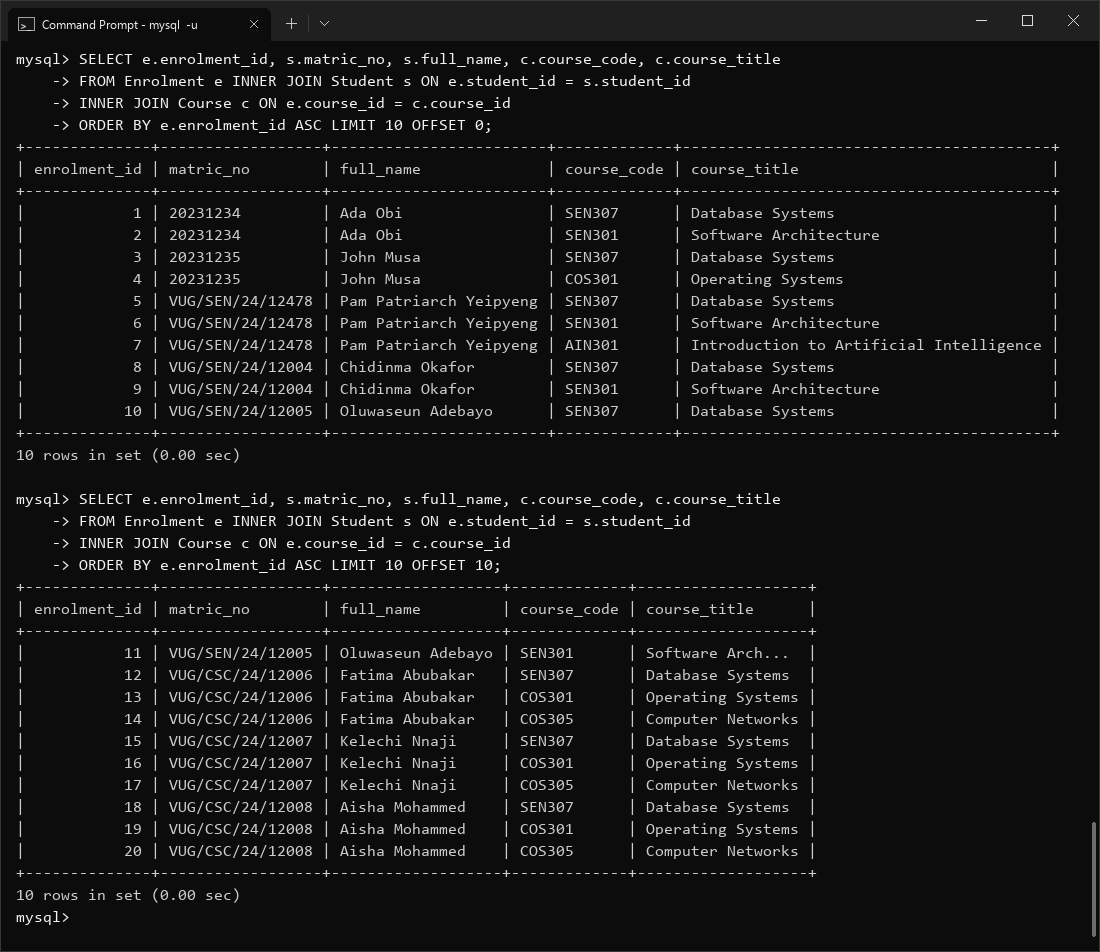 Command Prompt - mysql -u
mysql> SELECT e.enrolment_id, s.matric_no, s.full_name, c.course_code, c.course_title
    -> FROM Enrolment e INNER JOIN Student s ON e.student_id = s.student_id
    -> INNER JOIN Course c ON e.course_id = c.course_id
    -> ORDER BY e.enrolment_id ASC LIMIT 10 OFFSET 0;
+--------------+------------------+------------------------+-------------+-----------------------------------------+
| enrolment_id | matric_no        | full_name              | course_code | course_title                            |
+--------------+------------------+------------------------+-------------+-----------------------------------------+
|            1 | 20231234         | Ada Obi                | SEN307      | Database Systems                        |
|            2 | 20231234         | Ada Obi                | SEN301      | Software Architecture                   |
|            3 | 20231235         | John Musa              | SEN307      | Database Systems                        |
|            4 | 20231235         | John Musa              | COS301      | Operating Systems                       |
|            5 | VUG/SEN/24/12478 | Pam Patriarch Yeipyeng | SEN307      | Database Systems                        |
|            6 | VUG/SEN/24/12478 | Pam Patriarch Yeipyeng | SEN301      | Software Architecture                   |
|            7 | VUG/SEN/24/12478 | Pam Patriarch Yeipyeng | AIN301      | Introduction to Artificial Intelligence |
|            8 | VUG/SEN/24/12004 | Chidinma Okafor        | SEN307      | Database Systems                        |
|            9 | VUG/SEN/24/12004 | Chidinma Okafor        | SEN301      | Software Architecture                   |
|           10 | VUG/SEN/24/12005 | Oluwaseun Adebayo      | SEN307      | Database Systems                        |
+--------------+------------------+------------------------+-------------+-----------------------------------------+
10 rows in set (0.00 sec)
mysql> SELECT e.enrolment_id, s.matric_no, s.full_name, c.course_code, c.course_title
    -> FROM Enrolment e INNER JOIN Student s ON e.student_id = s.student_id
    -> INNER JOIN Course c ON e.course_id = c.course_id
    -> ORDER BY e.enrolment_id ASC LIMIT 10 OFFSET 10;
+--------------+------------------+-------------------+-------------+-------------------+
| enrolment_id | matric_no        | full_name         | course_code | course_title      |
+--------------+------------------+-------------------+-------------+-------------------+
|           11 | VUG/SEN/24/12005 | Oluwaseun Adebayo | SEN301      | Software Arch...  |
|           12 | VUG/CSC/24/12006 | Fatima Abubakar   | SEN307      | Database Systems  |
|           13 | VUG/CSC/24/12006 | Fatima Abubakar   | COS301      | Operating Systems |
|           14 | VUG/CSC/24/12006 | Fatima Abubakar   | COS305      | Computer Networks |
|           15 | VUG/CSC/24/12007 | Kelechi Nnaji     | SEN307      | Database Systems  |
|           16 | VUG/CSC/24/12007 | Kelechi Nnaji     | COS301      | Operating Systems |
|           17 | VUG/CSC/24/12007 | Kelechi Nnaji     | COS305      | Computer Networks |
|           18 | VUG/CSC/24/12008 | Aisha Mohammed    | SEN307      | Database Systems  |
|           19 | VUG/CSC/24/12008 | Aisha Mohammed    | COS301      | Operating Systems |
|           20 | VUG/CSC/24/12008 | Aisha Mohammed    | COS305      | Computer Networks |
+--------------+------------------+-------------------+-------------+-------------------+
10 rows in set (0.00 sec)
mysql>